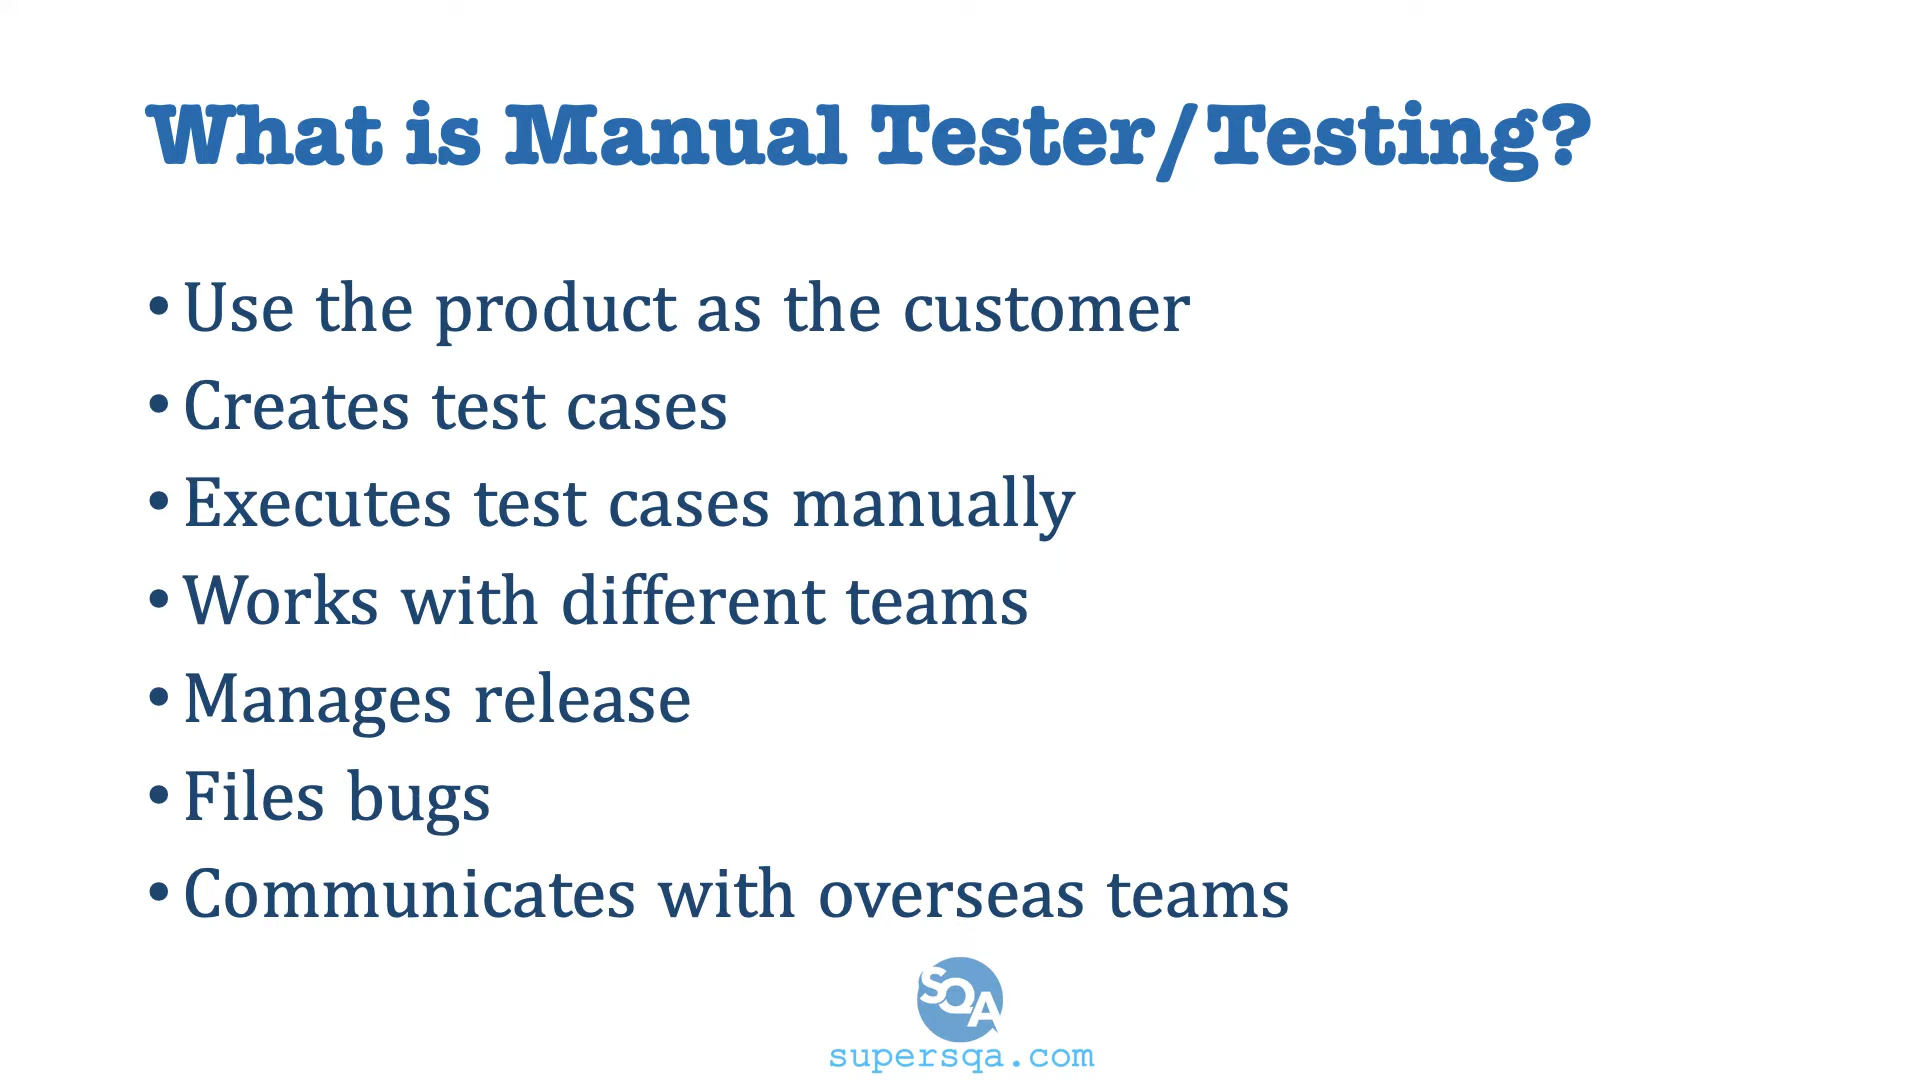 What is Manual Tester/Testing?
• Use the product as the customer
• Creates test cases
• Executes test cases manually
• Works with different teams
• Manages release
• Files bugs
• Communicates with overseas teams
SQA
supersqa.com